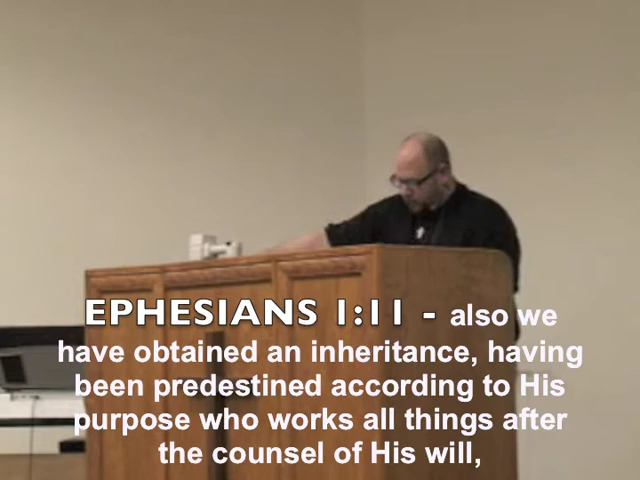 EPHESIANS 1:11 - also we
have obtained an inheritance, having
been predestined according to His
purpose who works all things after
the counsel of His will,